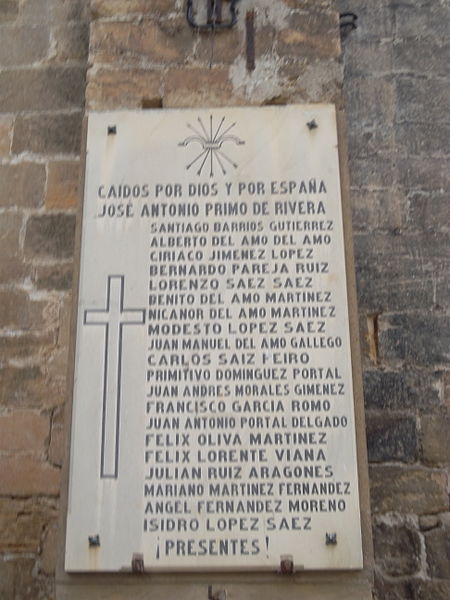 CAIDOS POR DIOS Y POR ESPAÑA
JOSÉ ANTONIO PRIMO DE RIVERA
SANTIAGO BARRIOS GUTIERREZ
ALBERTO DEL AMO DEL AMO
CIRIACO JIMENEZ LOPEZ
BERNARDO PAREJA RUIZ
LORENZO SAEZ SAEZ
BENITO DEL AMO MARTINEZ
NICANOR DEL AMO MARTINEZ
MODESTO LOPEZ SAEZ
JUAN MANUEL DEL AMO GALLEGO
CARLOS SAIZ PEIRO
PRIMITIVO DOMINGUEZ PORTAL
JUAN ANDRES MORALES GIMENEZ
FRANCISCO GARCIA ROMO
JUAN ANTONIO PORTAL DELGADO
FELIX OLIVA MARTINEZ
FELIX LORENTE VIANA
JULIAN RUIZ ARAGONES
MARIANO MARTINEZ FERNANDEZ
ANGEL FERNANDEZ MORENO
ISIDRO LOPEZ SAEZ
¡PRESENTES!